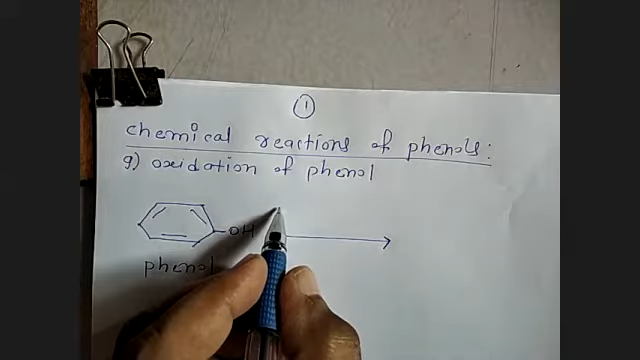 1
chemical reactions of phenols:
g) oxidation of phenol
OH
phenol